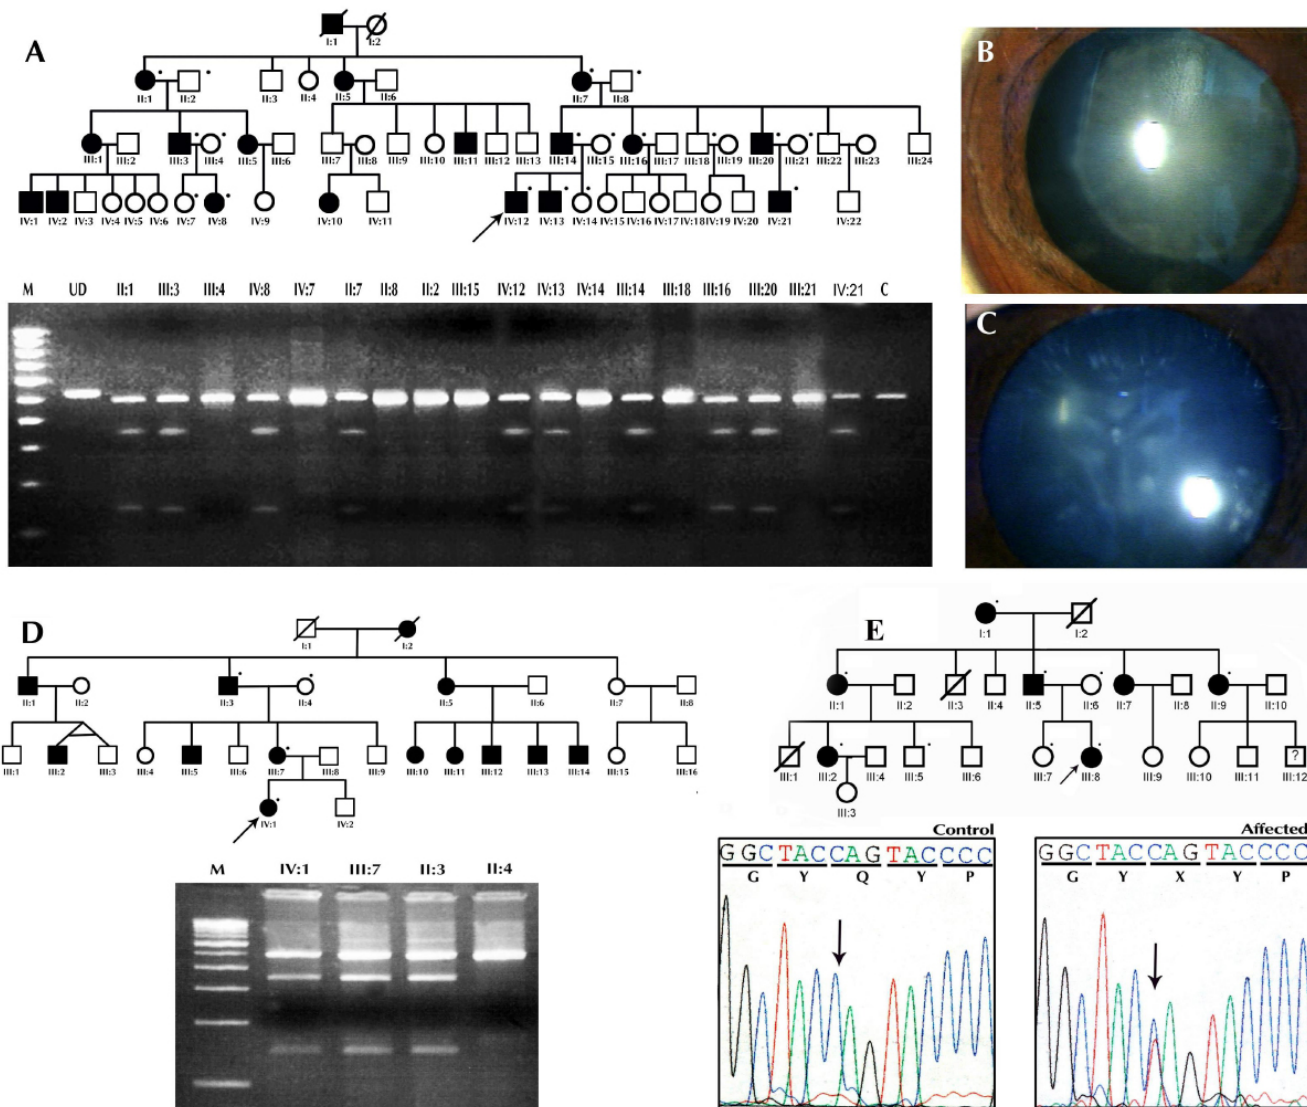 A
I:1 I:2
II:1 II:2 II:3 II:4 II:5 II:6 II:7 II:8
III:1 III:2 III:3 III:4 III:5 III:6 III:7 III:8 III:9 III:10 III:11 III:12 III:13 III:14 III:15 III:16 III:17 III:18 III:19 III:20 III:21 III:22 III:23 III:24
IV:1 IV:2 IV:3 IV:4 IV:5 IV:6 IV:7 IV:8 IV:9 IV:10 IV:11 IV:12 IV:13 IV:14 IV:15 IV:16 IV:17 IV:18 IV:19 IV:20 IV:21 IV:22
M UD II:1 III:3 III:4 IV:8 IV:7 II:7 II:8 II:2 III:15 IV:12 IV:13 IV:14 III:14 III:18 III:16 III:20 III:21 IV:21 C
B
C
D
I:1 I:2
II:1 II:2 II:3 II:4 II:5 II:6 II:7 II:8
III:1 III:2 III:3 III:4 III:5 III:6 III:7 III:8 III:9 III:10 III:11 III:12 III:13 III:14 III:15 III:16
IV:1 IV:2
M IV:1 III:7 II:3 II:4
E
I:1 I:2
II:1 II:2 II:3 II:4 II:5 II:6 II:7 II:8 II:9 II:10
?
III:1 III:2 III:4 III:5 III:6 III:7 III:8 III:9 III:10 III:11 III:12
III:3
Control
GGCTACCAGTACCCC
G Y Q Y P
Affected
GGCTACCAGTACCCC
G Y X Y P